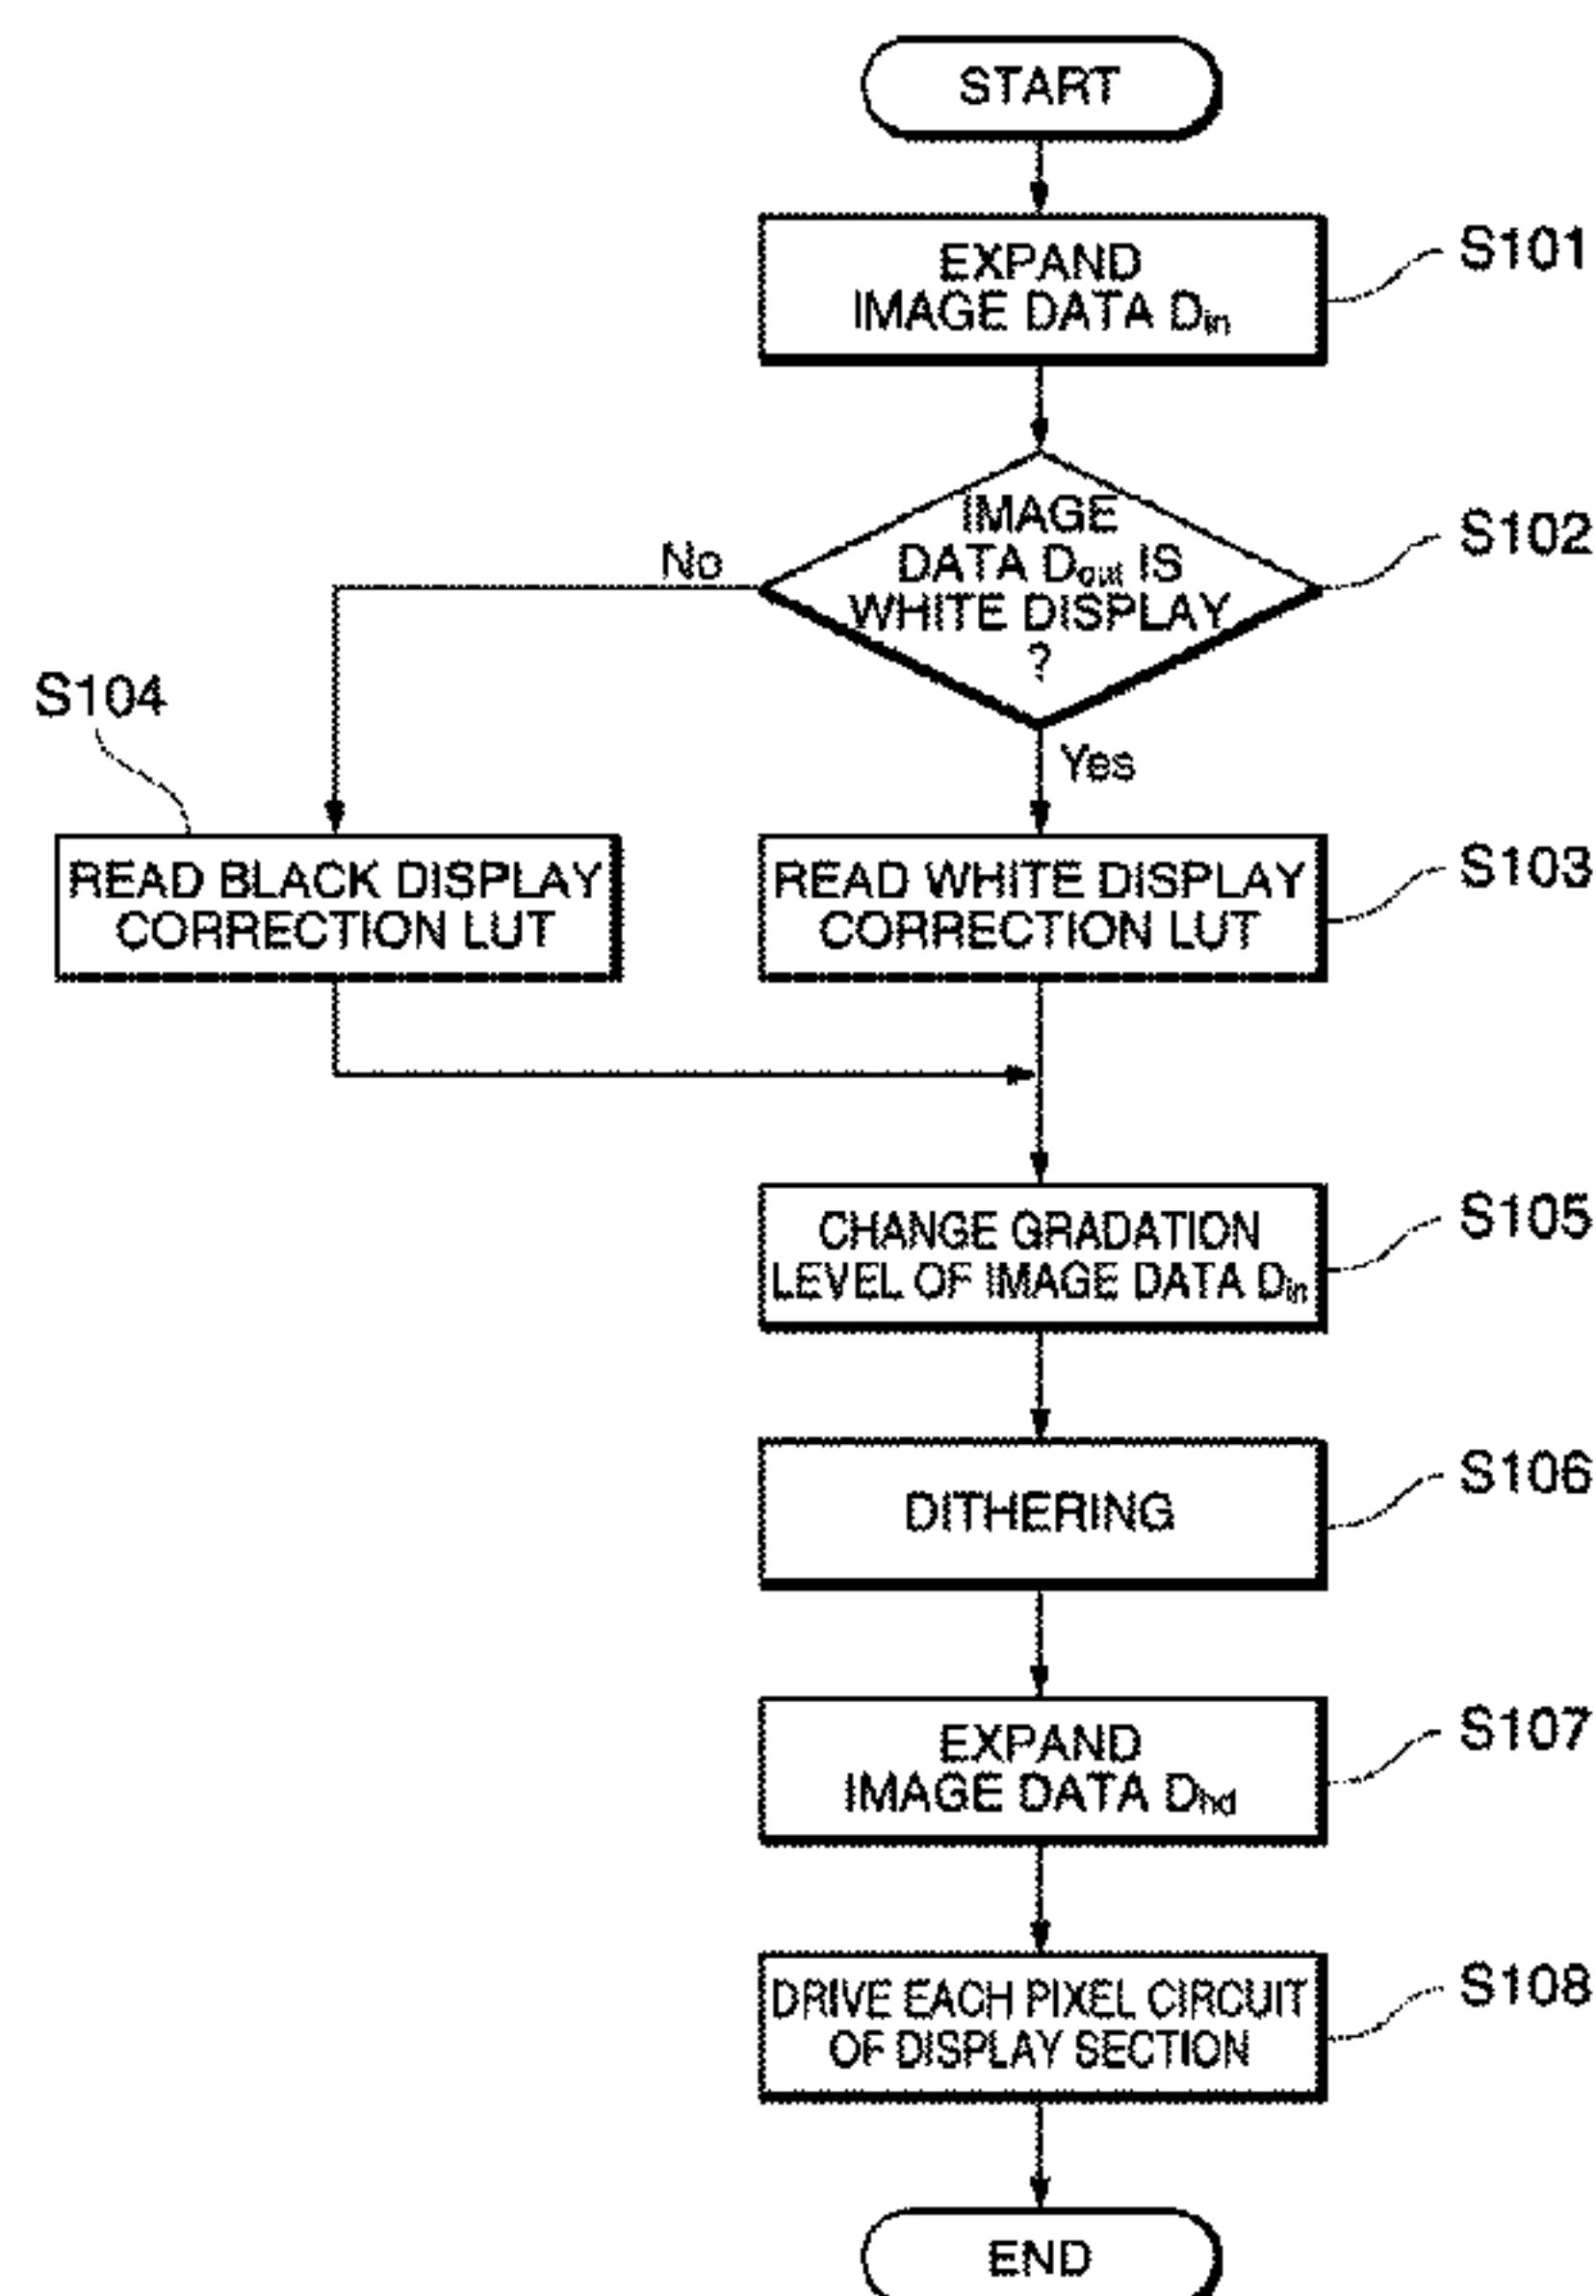 START
EXPAND
IMAGE DATA Din
S101
IMAGE
DATA Dout IS
WHITE DISPLAY
?
S102
No
Yes
S104
READ BLACK DISPLAY
CORRECTION LUT
READ WHITE DISPLAY
CORRECTION LUT
S103
CHANGE GRADATION
LEVEL OF IMAGE DATA Din
S105
DITHERING
S106
EXPAND
IMAGE DATA Dhd
S107
DRIVE EACH PIXEL CIRCUIT
OF DISPLAY SECTION
S108
END